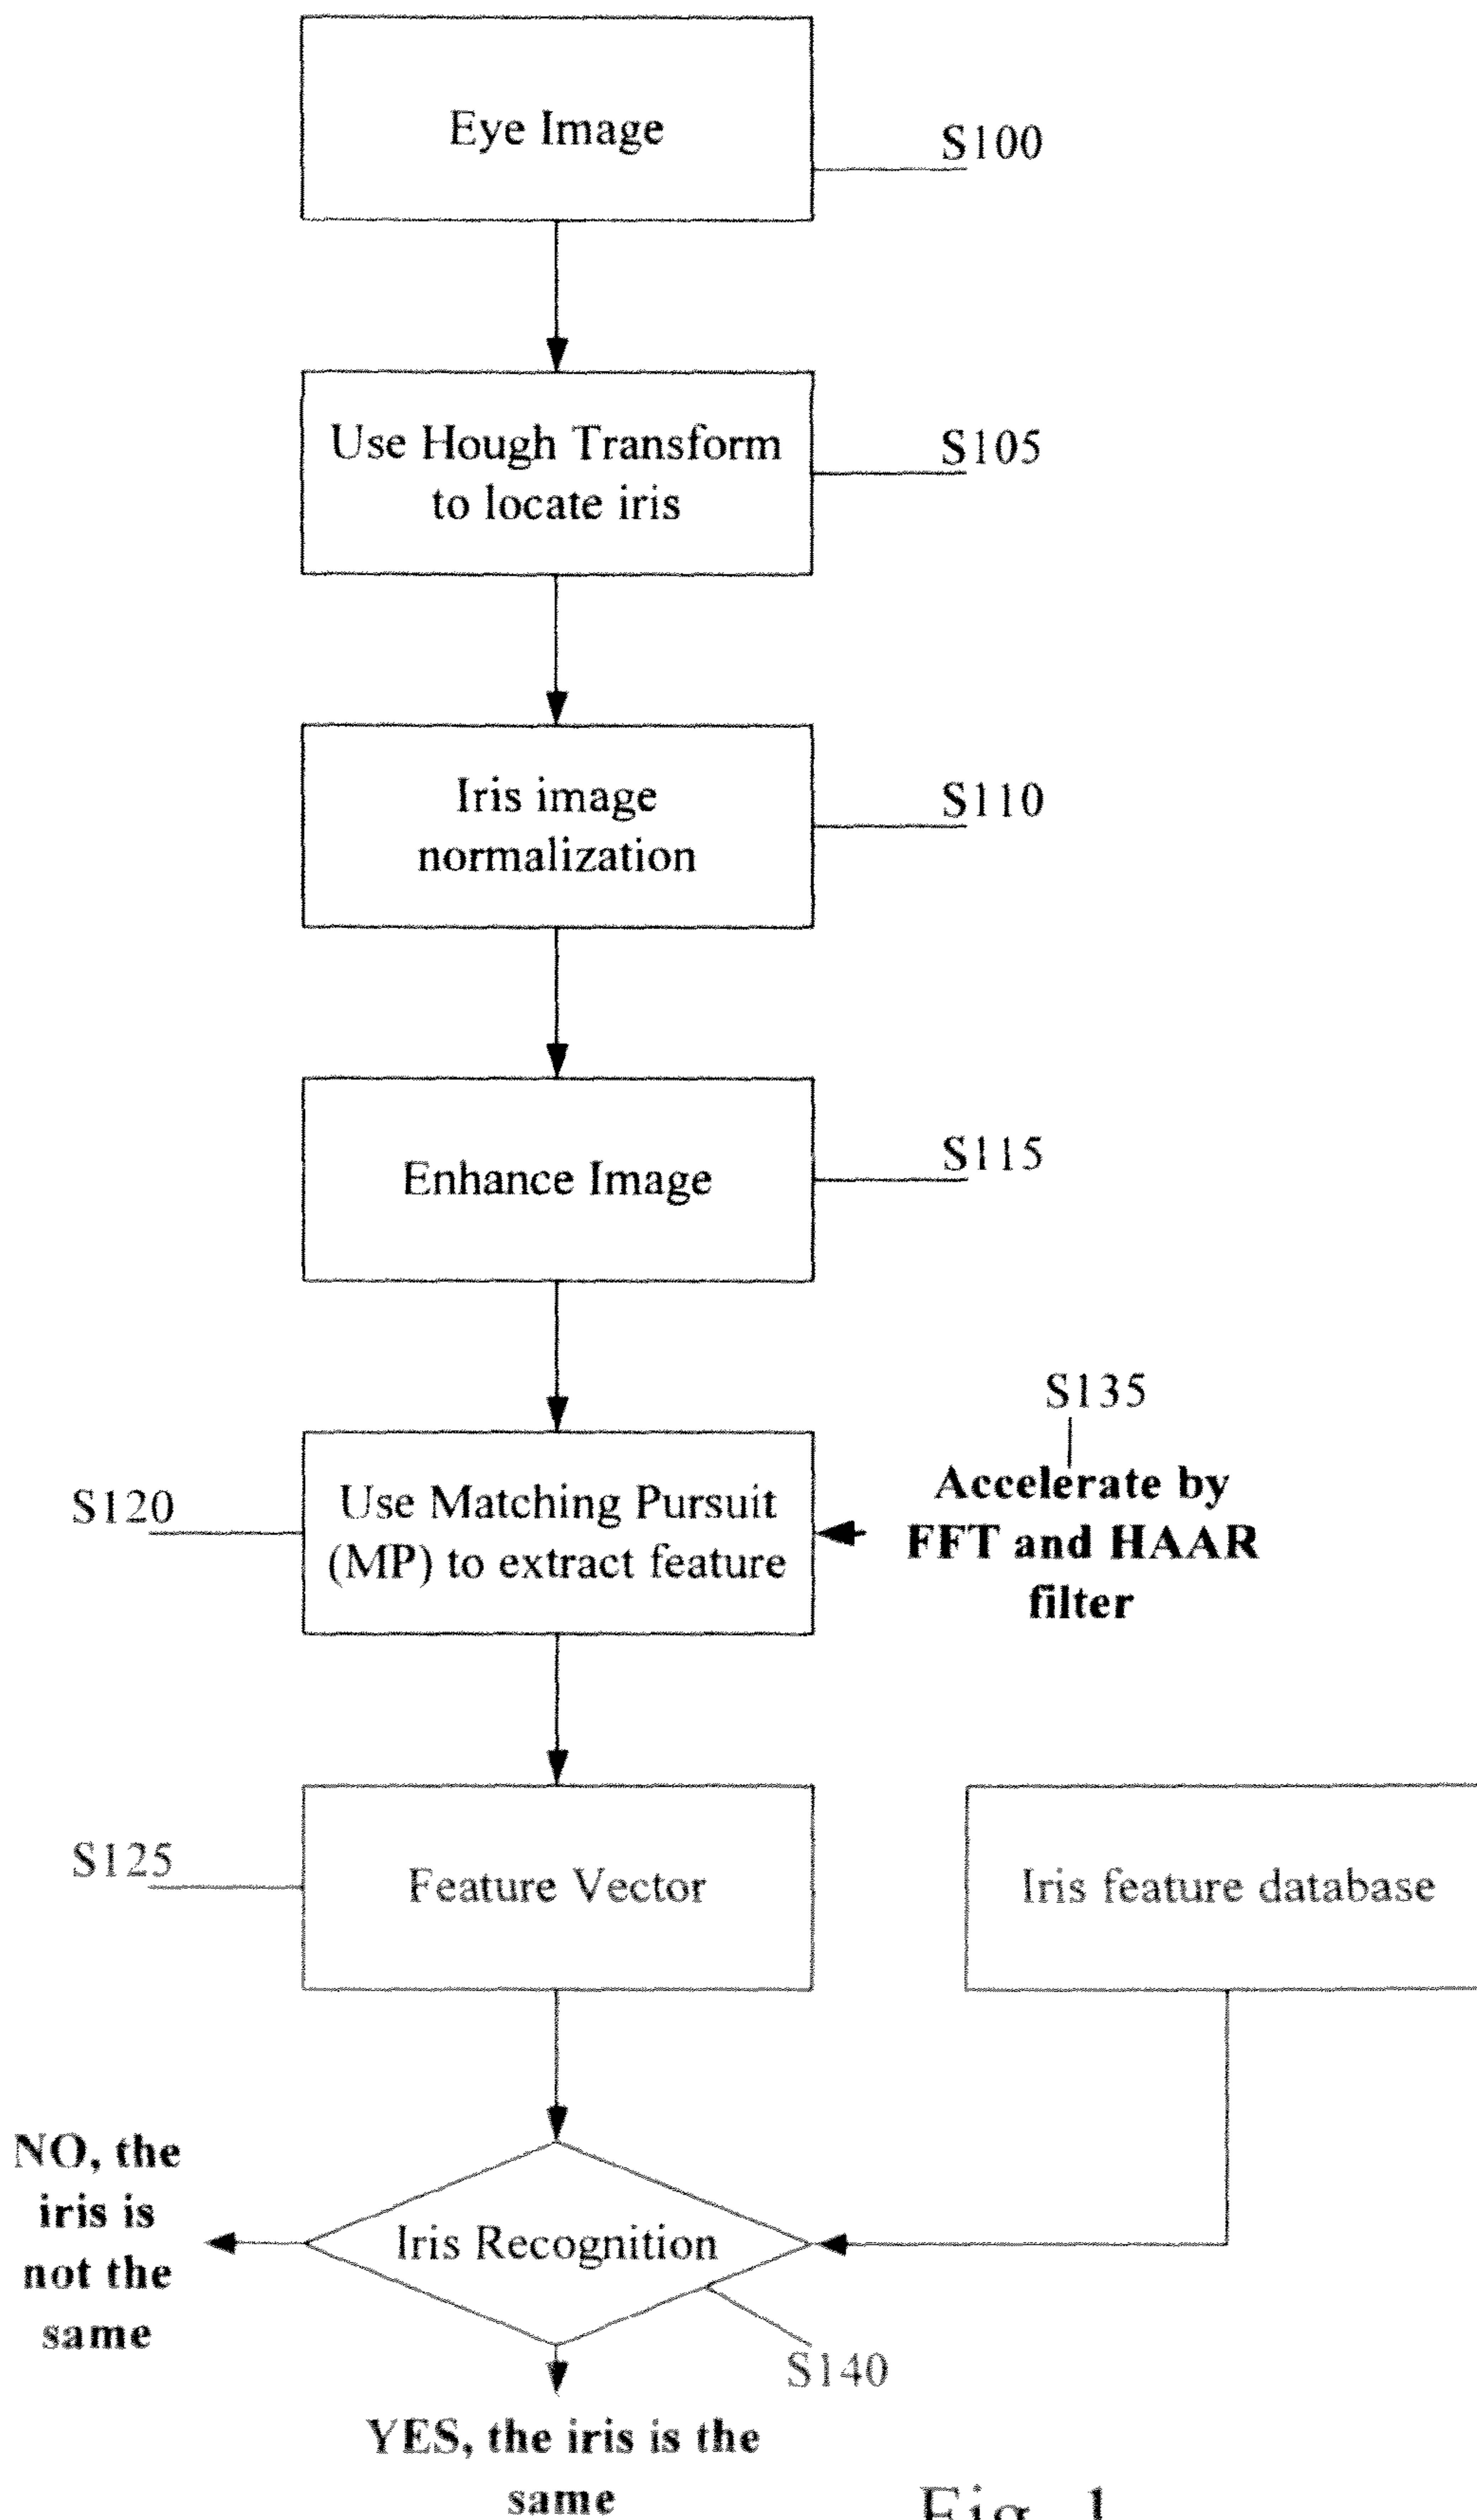 Eye Image
S100
Use Hough Transform
to locate iris
S105
Iris image
normalization
S110
Enhance Image
S115
S135
Accelerate by
FFT and HAAR
filter
S120
Use Matching Pursuit
(MP) to extract feature
S125
Feature Vector
Iris feature database
NO, the
iris is
not the
same
Iris Recognition
S140
YES, the iris is the
same
Fig. 1